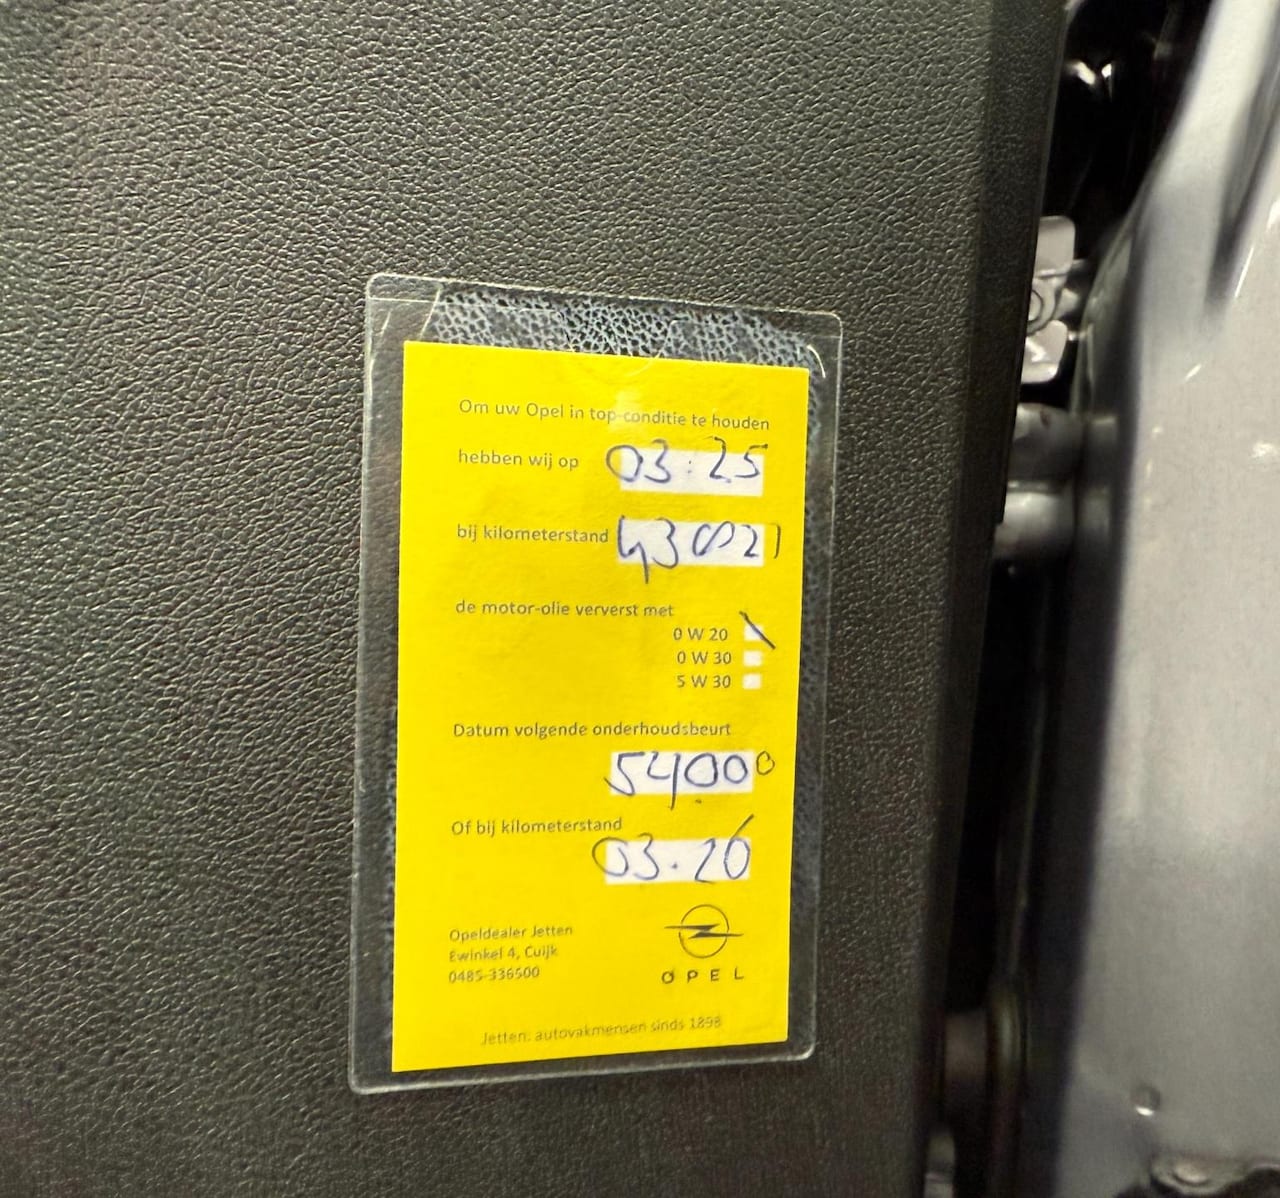 Om uw Opel in top-conditie te houden
hebben wij op 03.25
bij kilometerstand
de motor-olie ververst met
0 W 20
0 W 30
5 W 30
Datum volgende onderhoudsbeurt
54.000
Of bij kilometerstand
03.26
Opeldealer Jetten
Ewinkel 4, Cuijk
0485-336500
OPEL
Jetten: autovakmensen sinds 1898